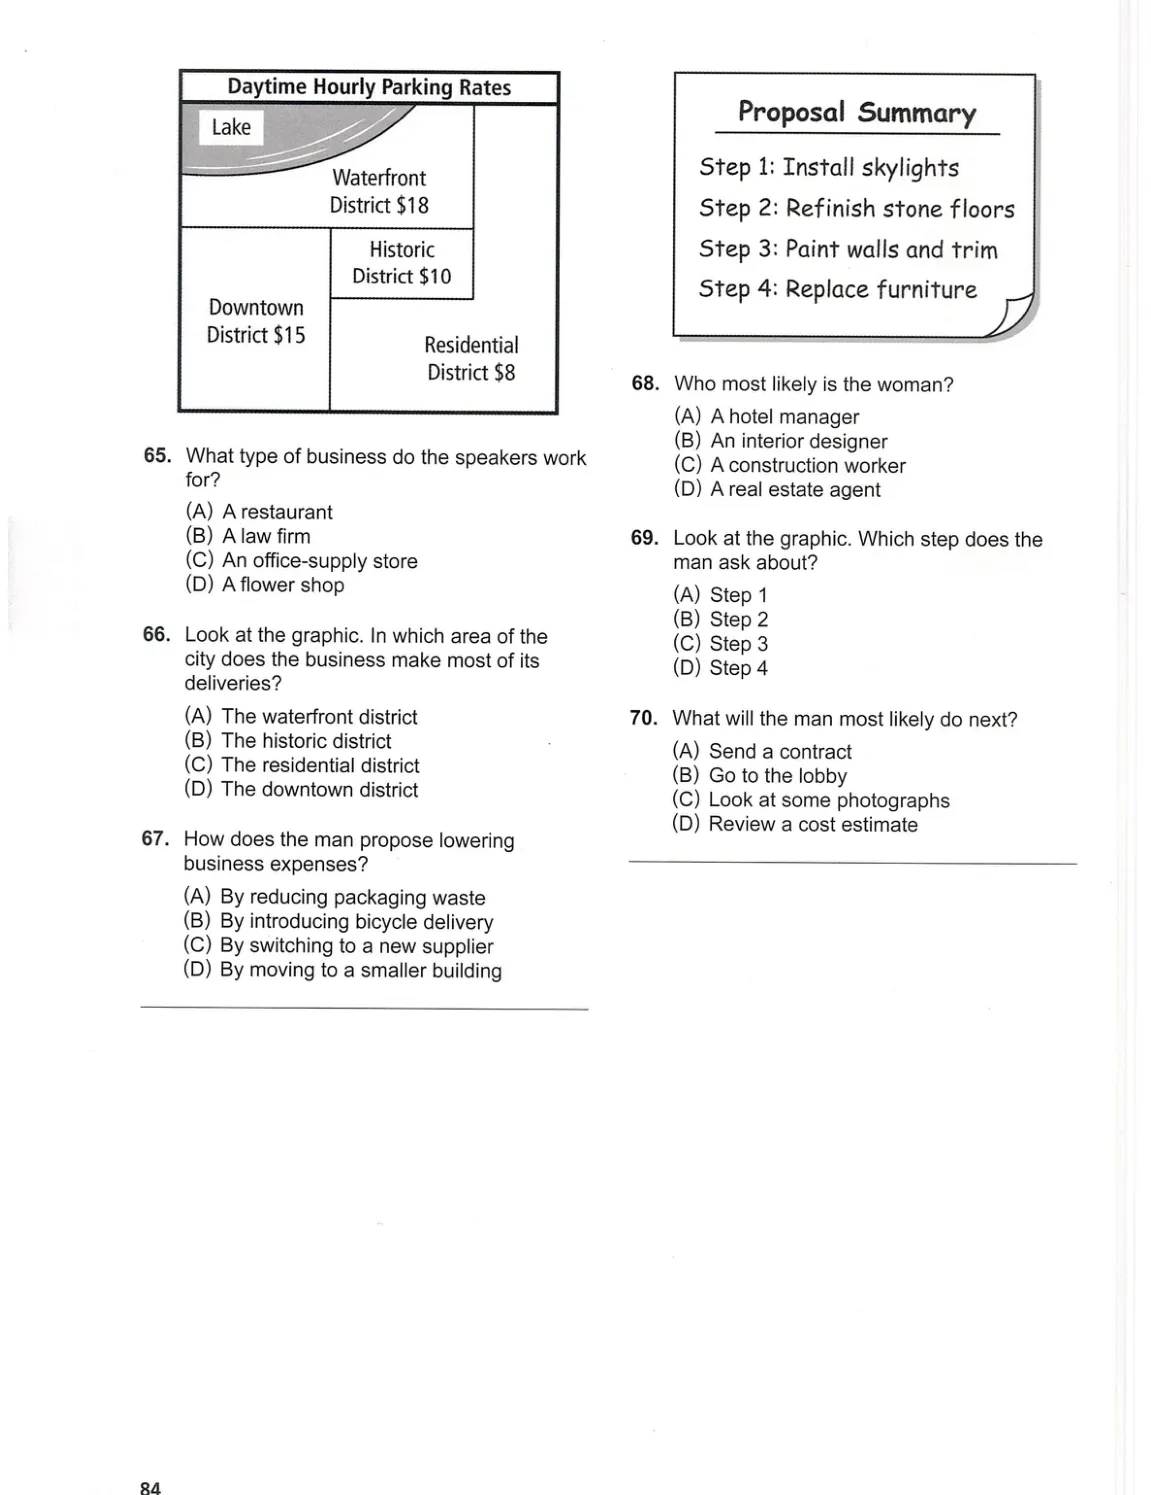 Daytime Hourly Parking Rates
Lake
Waterfront
District $18
Historic
District $10
Downtown
District $15
Residential
District $8
65. What type of business do the speakers work
for?
(A) A restaurant
(B) A law firm
(C) An office-supply store
(D) A flower shop
66. Look at the graphic. In which area of the
city does the business make most of its
deliveries?
(A) The waterfront district
(B) The historic district
(C) The residential district
(D) The downtown district
67. How does the man propose lowering
business expenses?
(A) By reducing packaging waste
(B) By introducing bicycle delivery
(C) By switching to a new supplier
(D) By moving to a smaller building
Proposal Summary
Step 1: Install skylights
Step 2: Refinish stone floors
Step 3: Paint walls and trim
Step 4: Replace furniture
68. Who most likely is the woman?
(A) A hotel manager
(B) An interior designer
(C) A construction worker
(D) A real estate agent
69. Look at the graphic. Which step does the
man ask about?
(A) Step 1
(B) Step 2
(C) Step 3
(D) Step 4
70. What will the man most likely do next?
(A) Send a contract
(B) Go to the lobby
(C) Look at some photographs
(D) Review a cost estimate
84